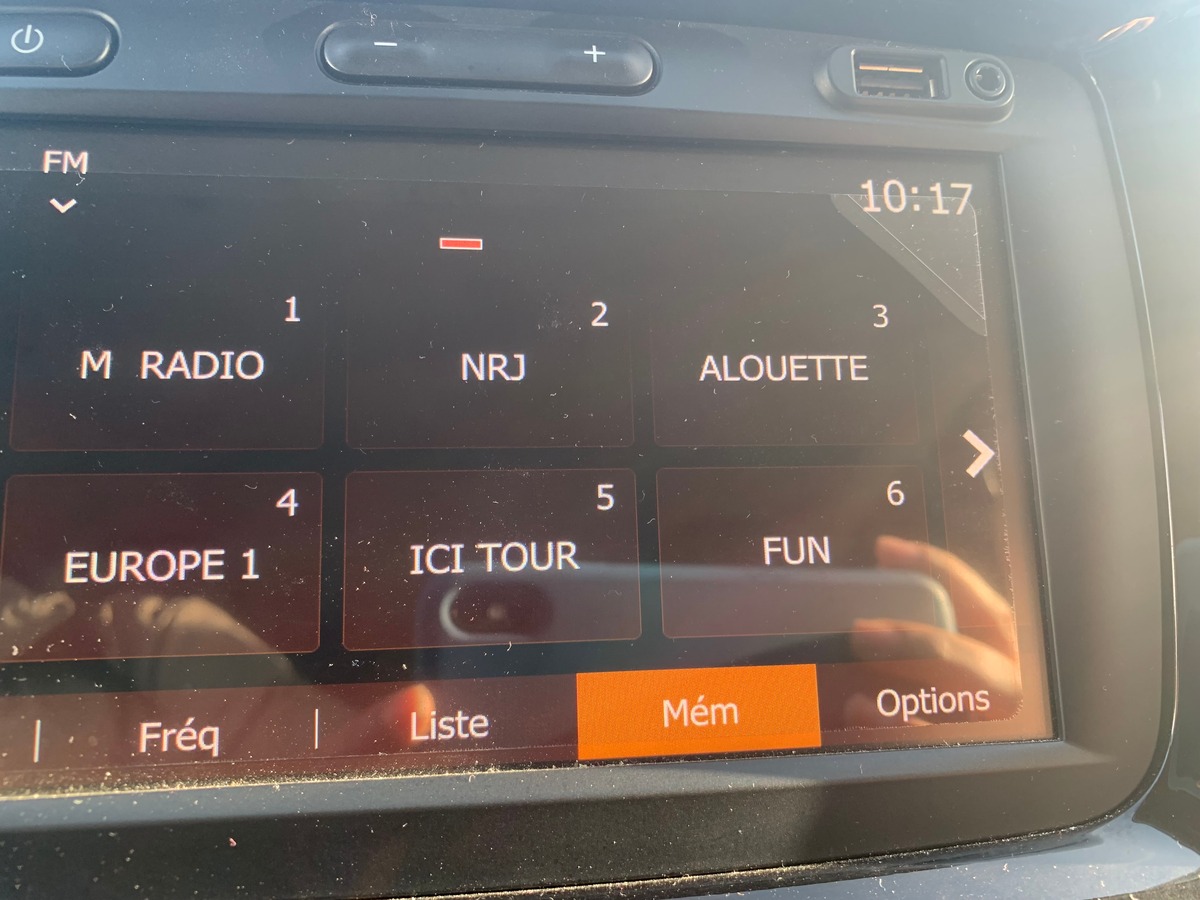 − +
FM
10:17
1
M RADIO
2
NRJ
3
ALOUETTE
4
EUROPE 1
5
ICI TOUR
6
FUN
Fréq | Liste Mém Options